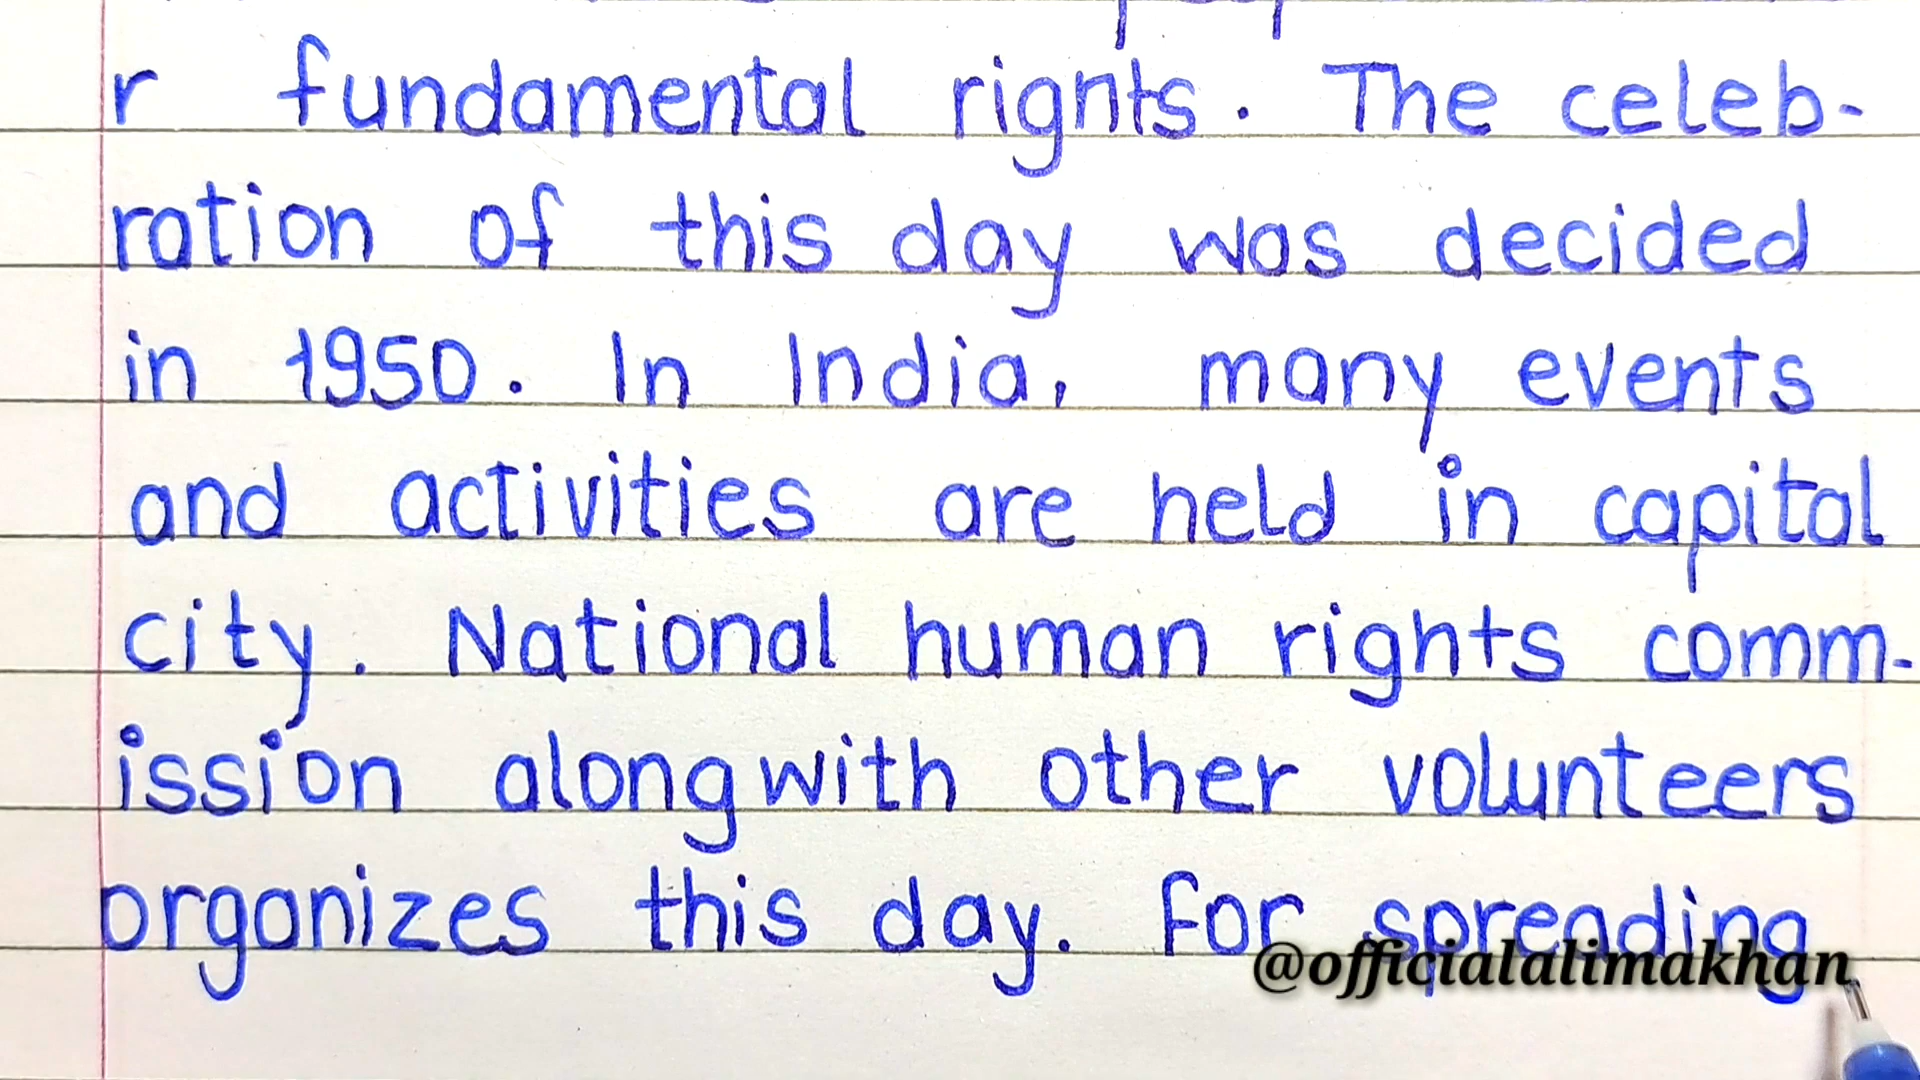 r fundamental rights. The celeb-
ration of this day was decided
in 1950. In India, many events
and activities are held in capital
city. National human rights comm-
ission alongwith other volunteers
organizes this day. For spreading
@officialalimakhan